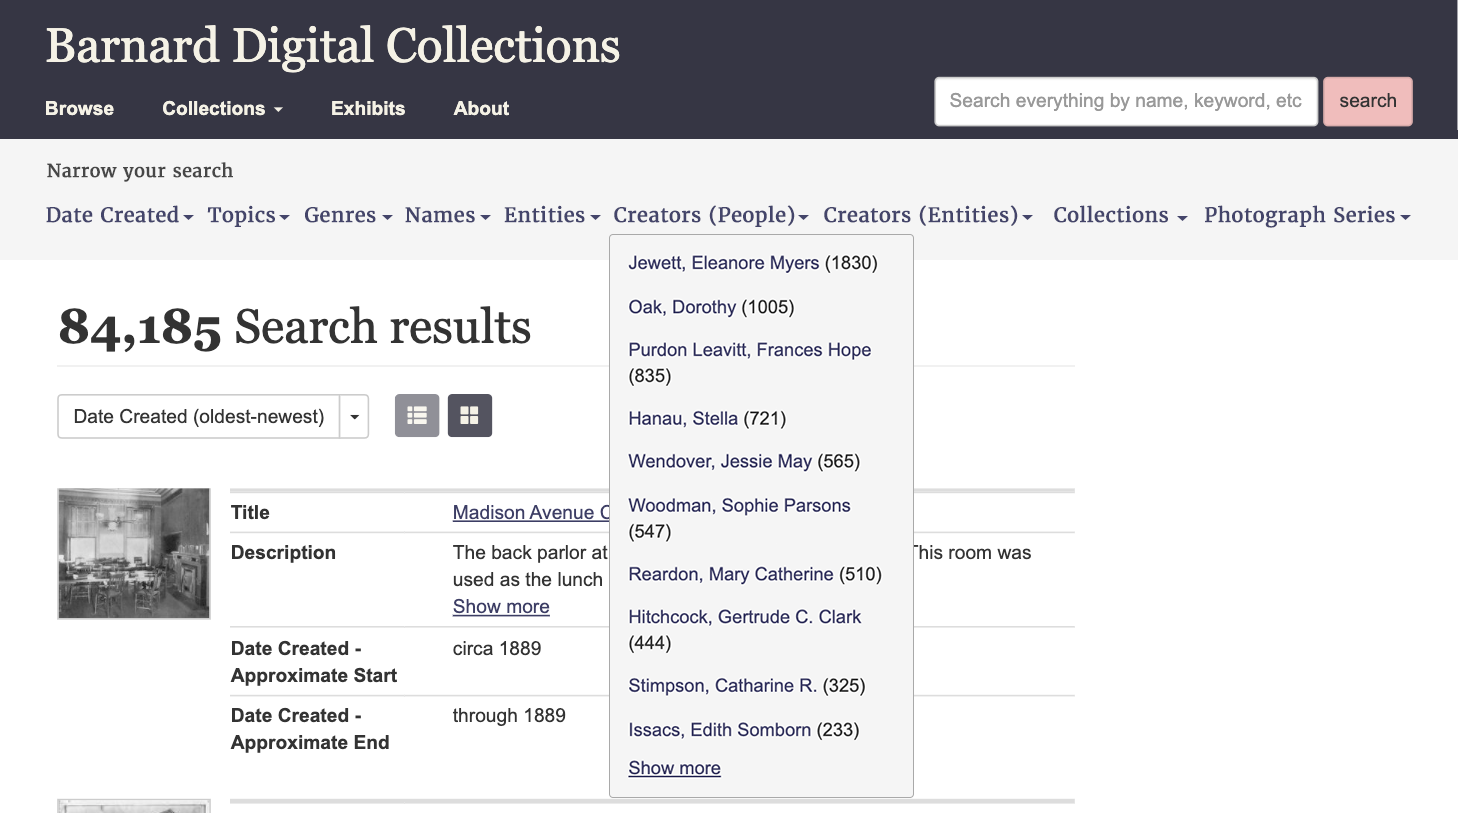 Barnard Digital Collections
Browse Collections Exhibits About
Search everything by name, keyword, etc search
Narrow your search
Date Created Topics Genres Names Entities Creators (People) Creators (Entities) Collections Photograph Series
Jewett, Eleanore Myers (1830)
Oak, Dorothy (1005)
Purdon Leavitt, Frances Hope
(835)
Hanau, Stella (721)
Wendover, Jessie May (565)
Woodman, Sophie Parsons
(547)
Reardon, Mary Catherine (510)
Hitchcock, Gertrude C. Clark
(444)
Stimpson, Catharine R. (325)
Issacs, Edith Somborn (233)
Show more
84,185 Search results
Date Created (oldest-newest)
Title Madison Avenue
Description The back parlor at This room was
used as the lunch
Show more
Date Created - circa 1889
Approximate Start
Date Created - through 1889
Approximate End